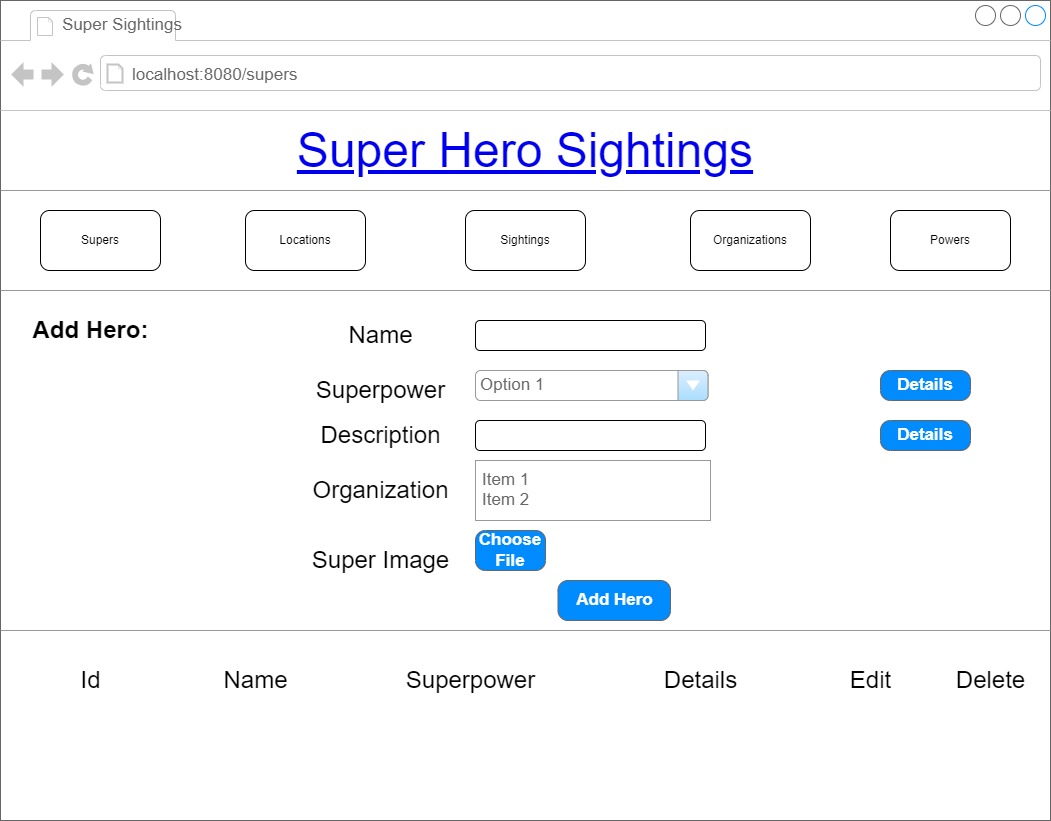 Super Sightings
localhost:8080/supers
Super Hero Sightings
Supers Locations Sightings Organizations Powers
Add Hero:
Name
Superpower Option 1 Details
Description Details
Organization
Item 1
Item 2
Super Image
Choose
File
Add Hero
Id Name Superpower Details Edit Delete